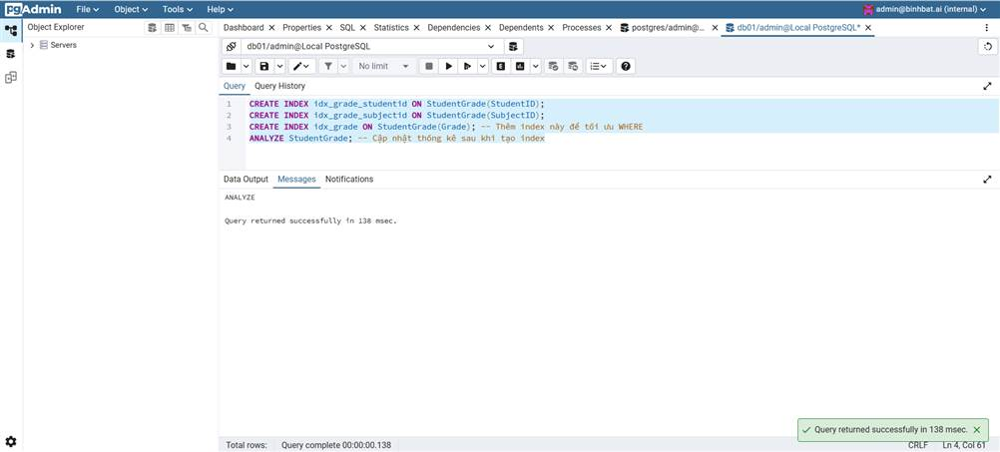 pgAdmin File Object Tools Help admin@binhbat.ai (internal)
Object Explorer Dashboard Properties SQL Statistics Dependencies Dependents Processes postgres/admin@... db01/admin@Local PostgreSQL*
Servers
db01/admin@Local PostgreSQL
No limit
Query Query History
1 CREATE INDEX idx_grade_studentid ON StudentGrade(StudentID);
2 CREATE INDEX idx_grade_subjectid ON StudentGrade(SubjectID);
3 CREATE INDEX idx_grade ON StudentGrade(Grade); -- Thêm index này để tối ưu WHERE
4 ANALYZE StudentGrade; -- Cập nhật thống kê sau khi tạo index
Data Output Messages Notifications
ANALYZE
Query returned successfully in 138 msec.
Query returned successfully in 138 msec.
Total rows: Query complete 00:00:00.138 CRLF Ln 4, Col 61